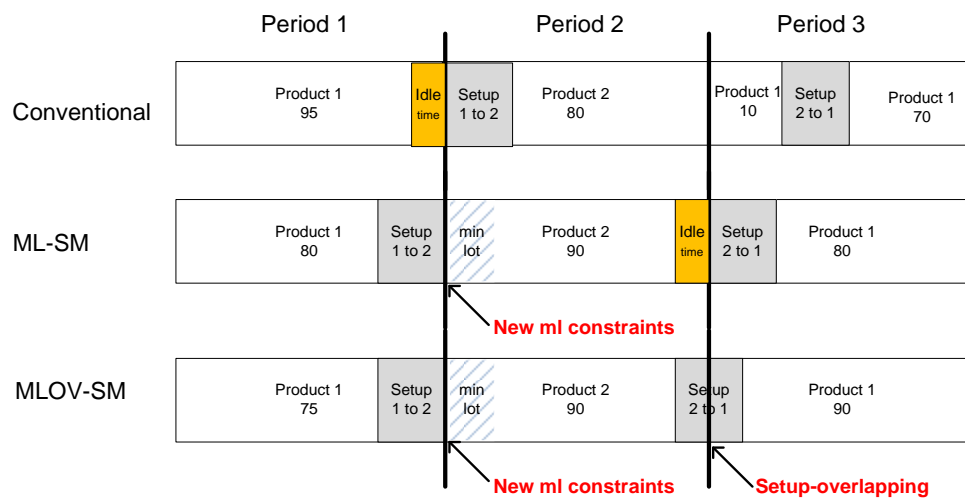 Period 1
Period 2
Period 3
Conventional
Product 1
95
Idle
time
Setup
1 to 2
Product 2
80
Product 1
10
Setup
2 to 1
Product 1
70
ML-SM
Product 1
80
Setup
1 to 2
min
lot
Product 2
90
Idle
time
Setup
2 to 1
Product 1
80
New ml constraints
MLOV-SM
Product 1
75
Setup
1 to 2
min
lot
Product 2
90
Setup
2 to 1
Product 1
90
New ml constraints
Setup-overlapping